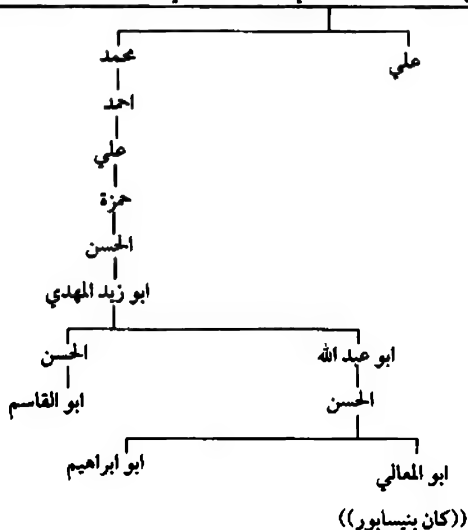 علي
محمد
احمد
علي
حمزة
الحسن
ابو زيد المهدي
ابو عبد الله
الحسن
الحسن
ابو القاسم
ابو المعالي
ابو ابراهيم
((كان بنيسابور))